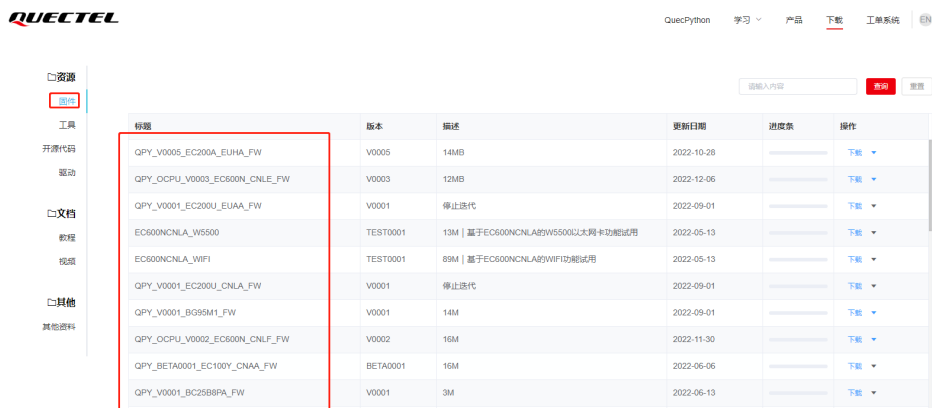 QUECTEL
QuecPython 学习 产品 下载 工单系统 EN
资源
固件
工具
开源代码
驱动
文档
教程
视频
其他
其他资料
请输入内容 查询 重置
标题 版本 描述 更新日期 进度条 操作
QPY_V0005_EC200A_EUHA_FW V0005 14MB 2022-10-28 下载
QPY_OCPU_V0003_EC600N_CNLE_FW V0003 12MB 2022-12-06 下载
QPY_V0001_EC200U_EUAA_FW V0001 停止迭代 2022-09-01 下载
EC600NCNLA_W5500 TEST0001 13M | 基于EC600NCNLA的W5500以太网卡功能试用 2022-05-13 下载
EC600NCNLA_WIFI TEST0001 89M | 基于EC600NCNLA的WIFI功能试用 2022-05-13 下载
QPY_V0001_EC200U_CNLA_FW V0001 停止迭代 2022-09-01 下载
QPY_V0001_BG95M1_FW V0001 14M 2022-09-01 下载
QPY_OCPU_V0002_EC600N_CNLF_FW V0002 16M 2022-11-30 下载
QPY_BETA0001_EC100Y_CNAA_FW BETA0001 16M 2022-06-06 下载
QPY_V0001_BC25B8PA_FW V0001 3M 2022-06-13 下载